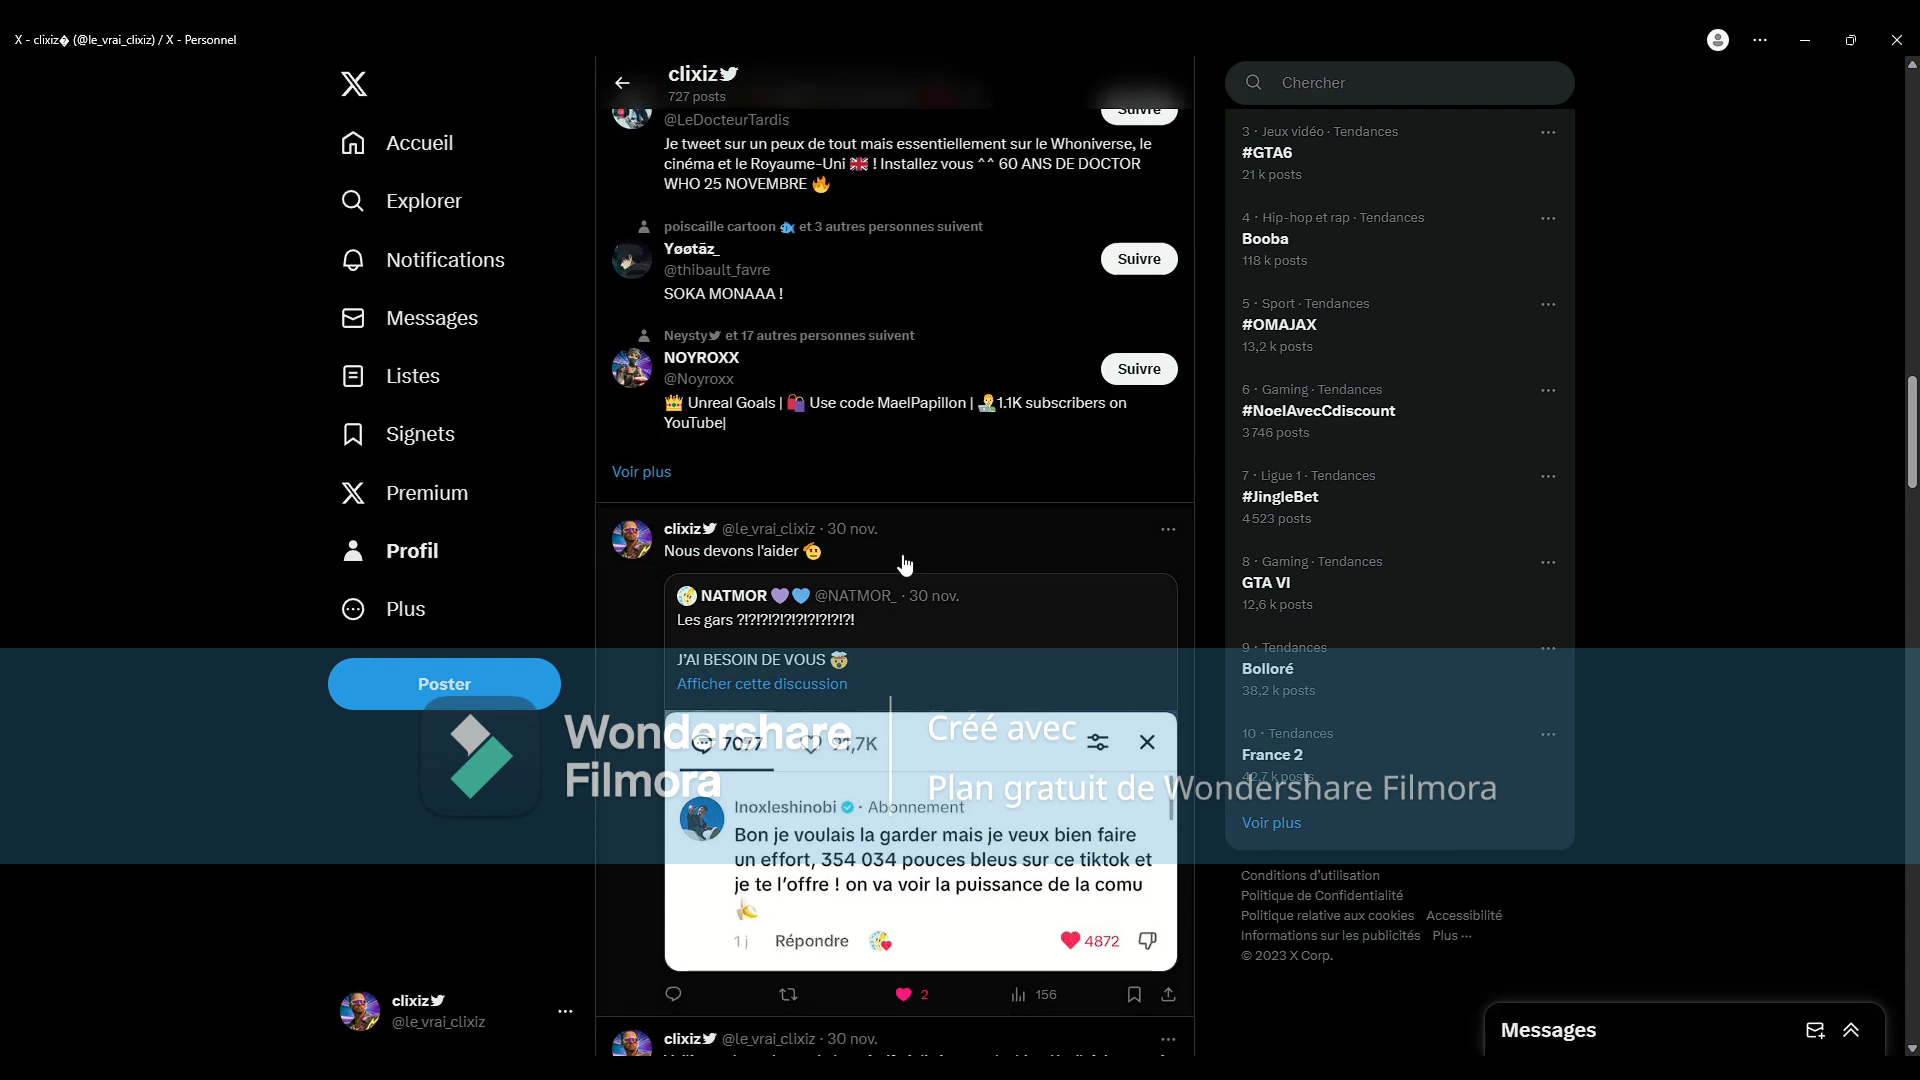 X - clixiz� (@le_vrai_clixiz) / X - Personnel
Accueil
Explorer
Notifications
Messages
Listes
Signets
Premium
Profil
Plus
Poster
clixiz
@le_vrai_clixiz
clixiz
727 posts
@LeDocteurTardis
Suivre
Je tweet sur un peux de tout mais essentiellement sur le Whoniverse, le
cinéma et le Royaume-Uni 🇬🇧 ! Installez vous ^^ 60 ANS DE DOCTOR
WHO 25 NOVEMBRE 🔥
poiscaille cartoon 🐟 et 3 autres personnes suivent
Yøøtãz_
@thibault_favre
Suivre
SOKA MONAAA !
Neysty et 17 autres personnes suivent
NOYROXX
@Noyroxx
Suivre
👑 Unreal Goals | 🛍️ Use code MaelPapillon | 1.1K subscribers on
YouTube|
Voir plus
clixiz @le_vrai_clixiz · 30 nov.
Nous devons l'aider 🫡
NATMOR 💜💙 @NATMOR_ · 30 nov.
Les gars ?!?!?!?!?!?!?!?!?!?!
J'AI BESOIN DE VOUS 🤯
Afficher cette discussion
7077
91,7K
Inoxleshinobi · Abonnement
Bon je voulais la garder mais je veux bien faire
un effort, 354 034 pouces bleus sur ce tiktok et
je te l'offre ! on va voir la puissance de la comu
🍌
1 j Répondre
4872
2
156
clixiz @le_vrai_clixiz · 30 nov.
Chercher
3 · Jeux vidéo · Tendances
#GTA6
21 k posts
4 · Hip-hop et rap · Tendances
Booba
118 k posts
5 · Sport · Tendances
#OMAJAX
13,2 k posts
6 · Gaming · Tendances
#NoelAvecCdiscount
3 746 posts
7 · Ligue 1 · Tendances
#JingleBet
4 523 posts
8 · Gaming · Tendances
GTA VI
12,6 k posts
9 · Tendances
Bolloré
38,2 k posts
10 · Tendances
France 2
42,7 k posts
Voir plus
Conditions d'utilisation
Politique de Confidentialité
Politique relative aux cookies Accessibilité
Informations sur les publicités Plus ···
© 2023 X Corp.
Messages
Wondershare
Filmora
Créé avec
Plan gratuit de Wondershare Filmora